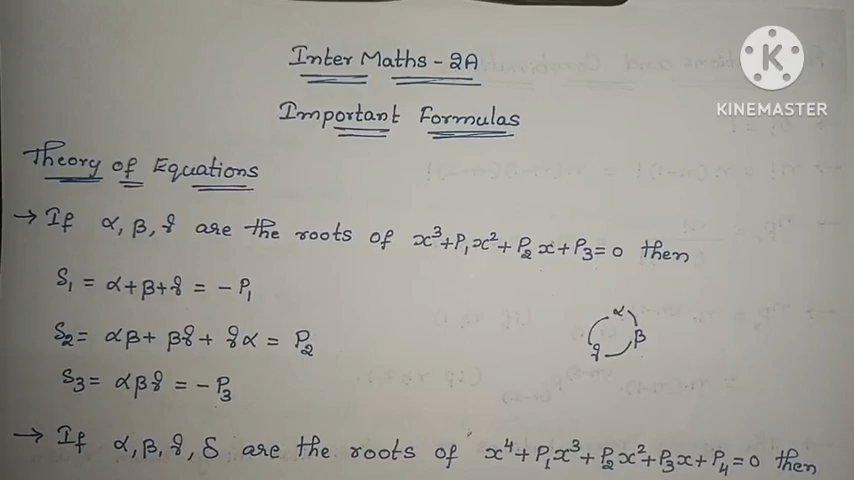 Inter Maths - 2A
KINEMASTER
Important Formulas
Theory of Equations
→ If α, β, γ are the roots of x³+P₁x²+P₂x+P₃=0 then
S₁ = α+β+γ = -P₁
S₂= αβ+ βγ+ γα = P₂
S₃= αβγ = -P₃
α
β
γ
→ If α, β, γ, δ are the roots of x⁴+P₁x³+P₂x²+P₃x+P₄=0 then